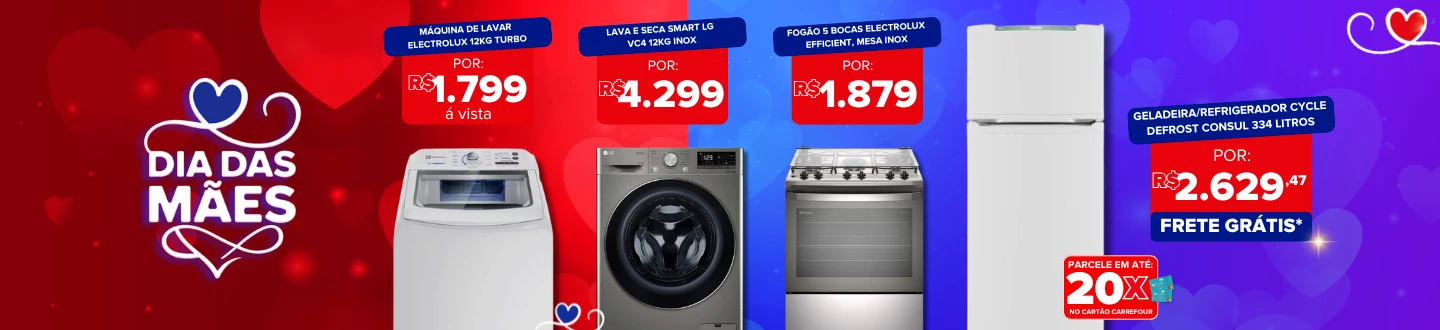 DIA DAS
MÃES
MÁQUINA DE LAVAR
ELECTROLUX 12KG TURBO
POR:
R$1.799
á vista
LAVA E SECA SMART LG
VC4 12KG INOX
POR:
R$4.299
FOGÃO 5 BOCAS ELECTROLUX
EFFICIENT, MESA INOX
POR:
R$1.879
GELADEIRA/REFRIGERADOR CYCLE
DEFROST CONSUL 334 LITROS
POR:
R$2.629,47
FRETE GRÁTIS*
PARCELE EM ATÉ:
20X
NO CARTÃO CARREFOUR
LG